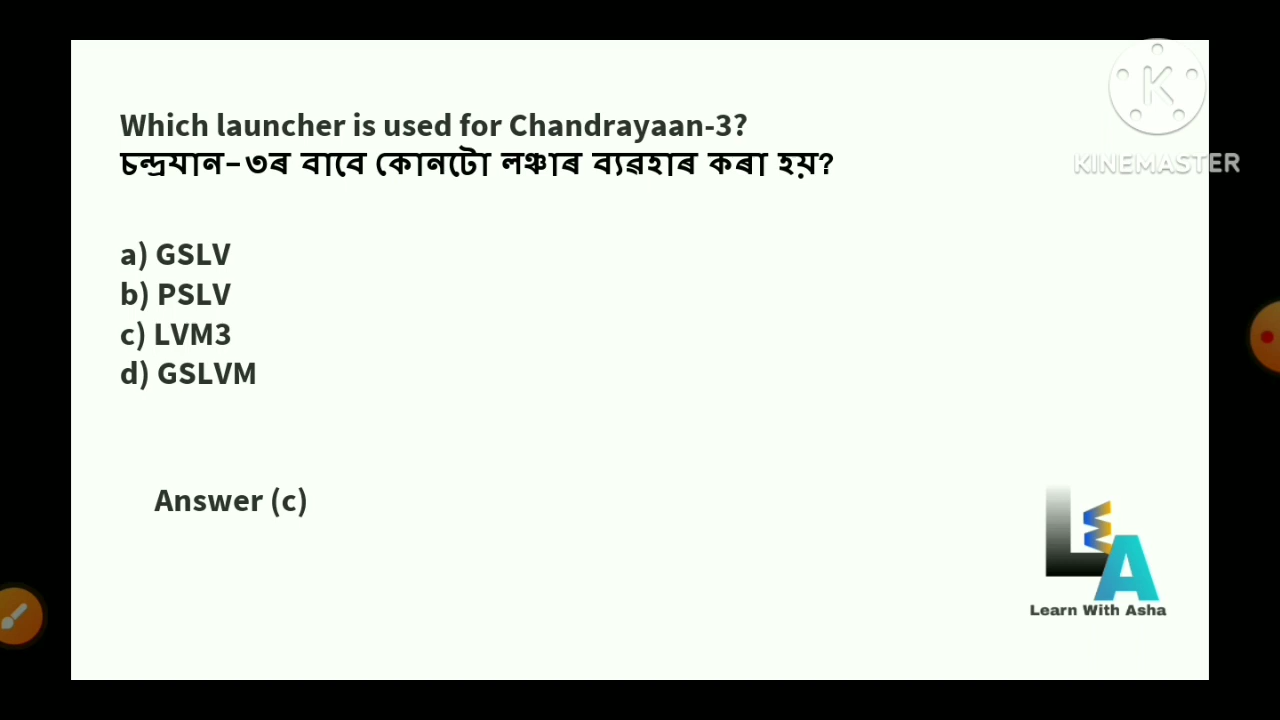 Which launcher is used for Chandrayaan-3?
চন্দ্ৰযান-৩ৰ বাবে কোনটো লঞ্চাৰ ব্যৱহাৰ কৰা হয়?
a) GSLV
b) PSLV
c) LVM3
d) GSLVM
Answer (c)
K
KINEMASTER
LEA
Learn With Asha